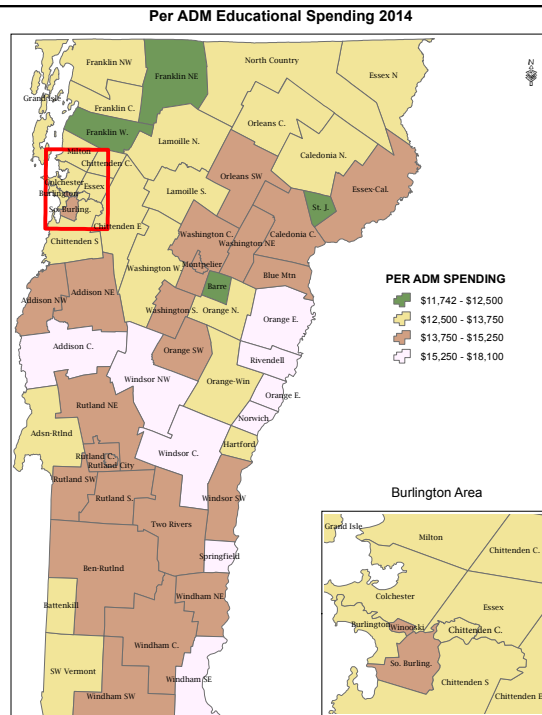 Per ADM Educational Spending 2014
Franklin NW
Franklin NE
North Country
Essex N
Grand Isle
Franklin C.
Orleans C.
Franklin W.
Lamoille N.
Milton
Chittenden C.
Caledonia N.
Orleans SW
Colchester
Essex
Burlington
Lamoille S.
Essex-Cal.
So. Burling.
St. J.
Chittenden E
Washington C.
Caledonia C.
Chittenden S
Washington NE
Montpelier
Washington W.
Blue Mtn
Barre
Addison NE
Addison NW
Washington S.
Orange N.
Orange E.
Addison C.
Orange SW
Rivendell
Windsor NW
Orange-Win
Orange E.
Rutland NE
Norwich
Adsn-Rtlnd
Hartford
Windsor C.
Rutland C.
Rutland City
Rutland SW
Rutland S.
Windsor SW
Two Rivers
Springfield
Ben-Rutlnd
Windham NE
Battenkill
Windham C.
SW Vermont
Windham SE
Windham SW
N
PER ADM SPENDING
$11,742 - $12,500
$12,500 - $13,750
$13,750 - $15,250
$15,250 - $18,100
Burlington Area
Grand Isle
Milton
Chittenden C.
Colchester
Essex
Burlington
Winooski
Chittenden C.
So. Burling.
Chittenden S
Chittenden E